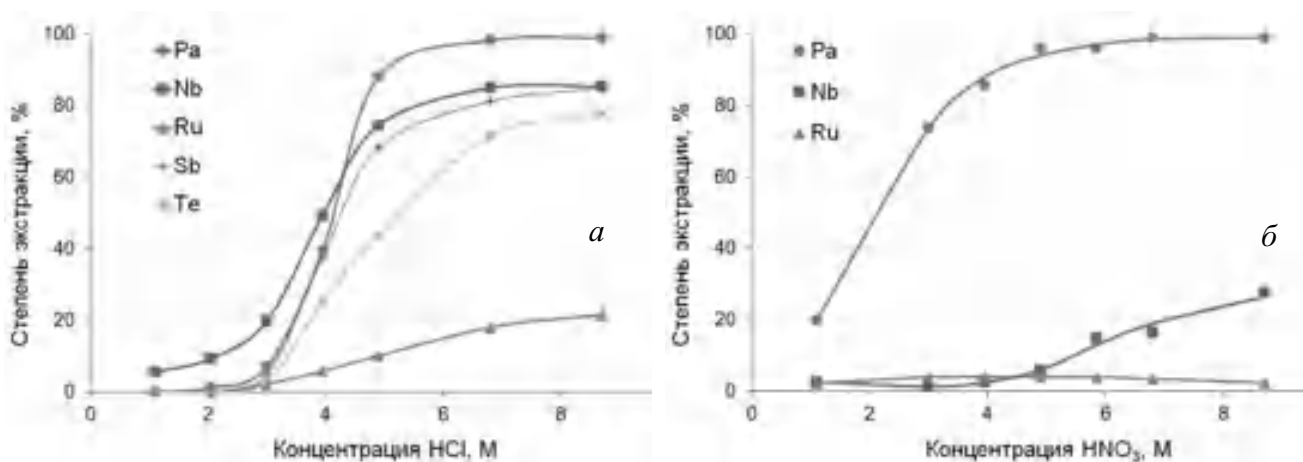 100
80
60
40
20
0
Степень экстракции, %
Pa
Nb
Ru
Sb
Te
а
0
2
4
6
8
Концентрация HCl, М
100
80
60
40
20
0
Степень экстракции, %
Pa
Nb
Ru
б
0
2
4
6
8
Концентрация HNO₃, М